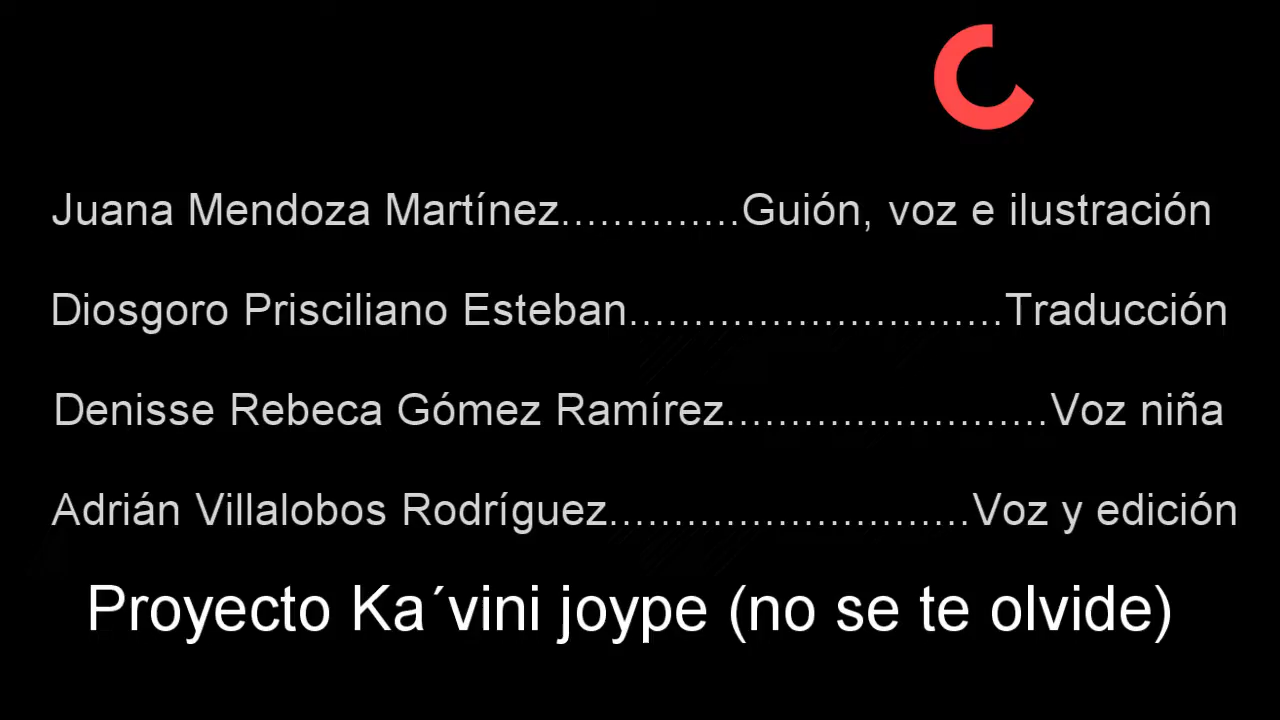 Juana Mendoza Martínez..............Guión, voz e ilustración
Diosgoro Prisciliano Esteban.............................Traducción
Denisse Rebeca Gómez Ramírez.........................Voz niña
Adrián Villalobos Rodríguez............................Voz y edición
Proyecto Ka´vini joype (no se te olvide)